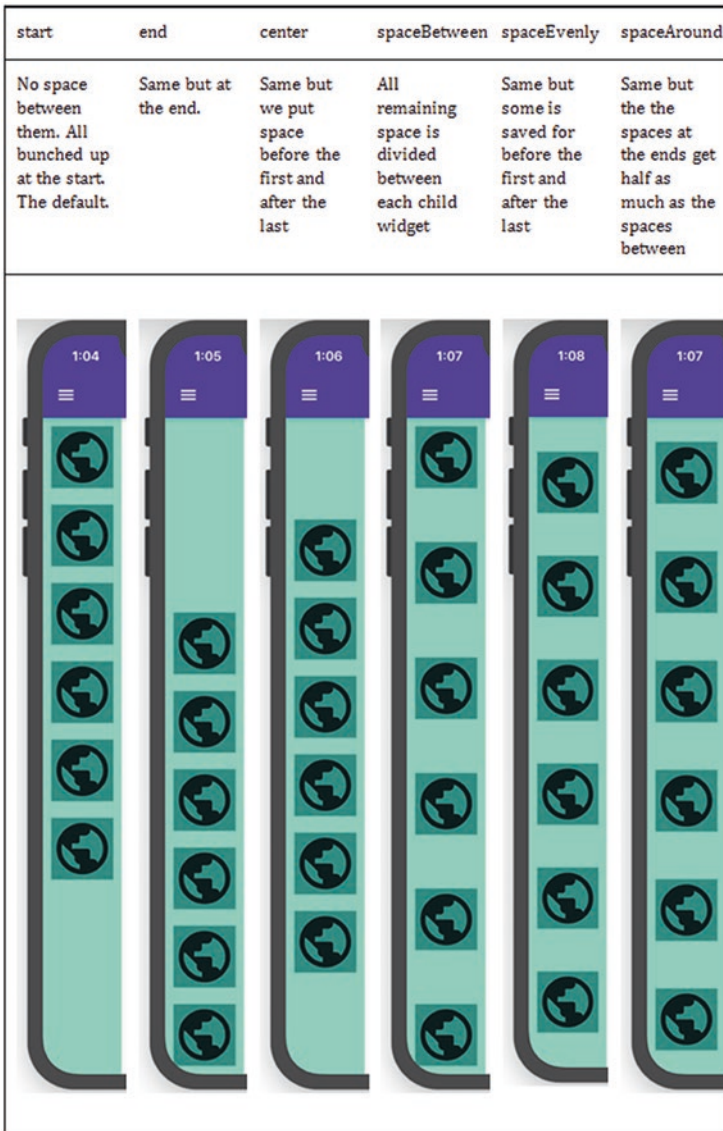 start end center spaceBetween spaceEvenly spaceAround
No space
between
them. All
bunched up
at the start.
The default.
Same but at
the end.
Same but
we put
space
before the
first and
after the
last
All
remaining
space is
divided
between
each child
widget
Same but
some is
saved for
before the
first and
after the
last
Same but
the the
spaces at
the ends get
half as
much as the
spaces
between
1:04 1:05 1:06 1:07 1:08 1:07